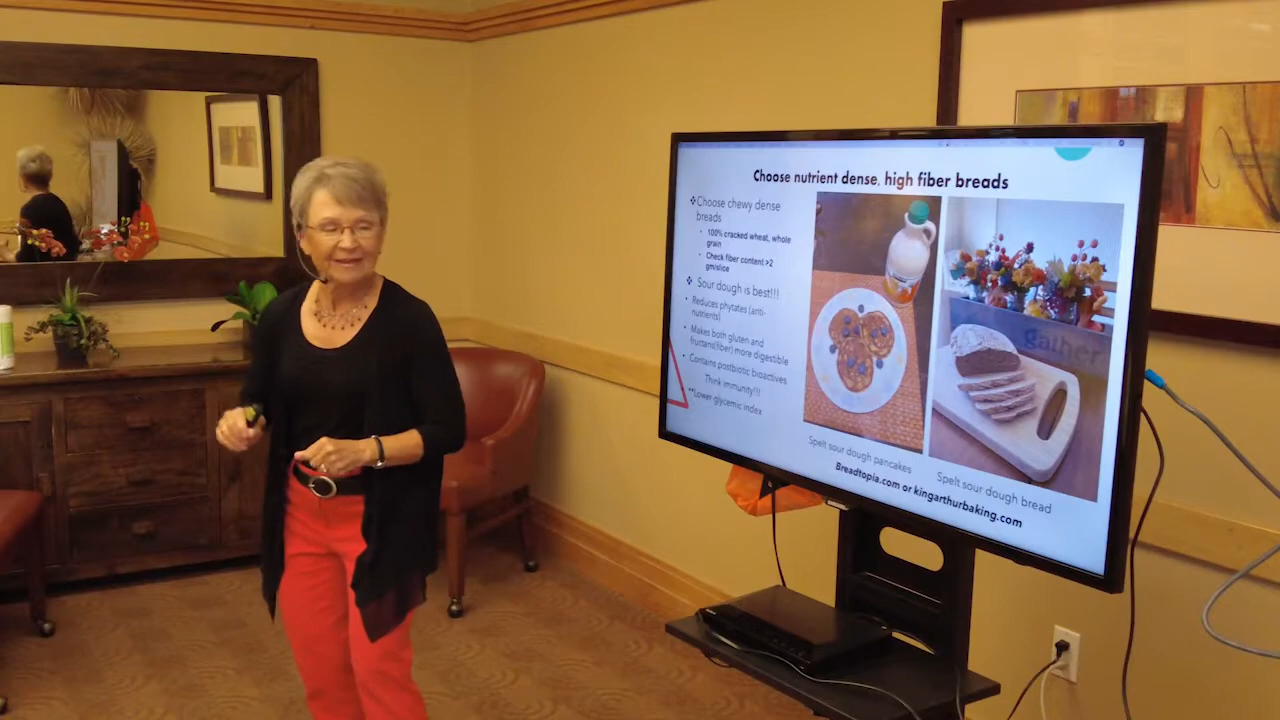 Choose nutrient dense, high fiber breads
❖Choose chewy dense
breads
• 100% cracked wheat, whole
grain
• Check fiber content >2
gm/slice
❖ Sour dough is best!!!
• Reduces phytates (anti-
nutrients)
• Makes both gluten and
fructans(fiber) more digestible
• Contains postbiotic bioactives
Think immunity!!!
**Lower glycemic index
gather
Spelt sour dough pancakes
Spelt sour dough bread
Breadtopia.com or kingarthurbaking.com